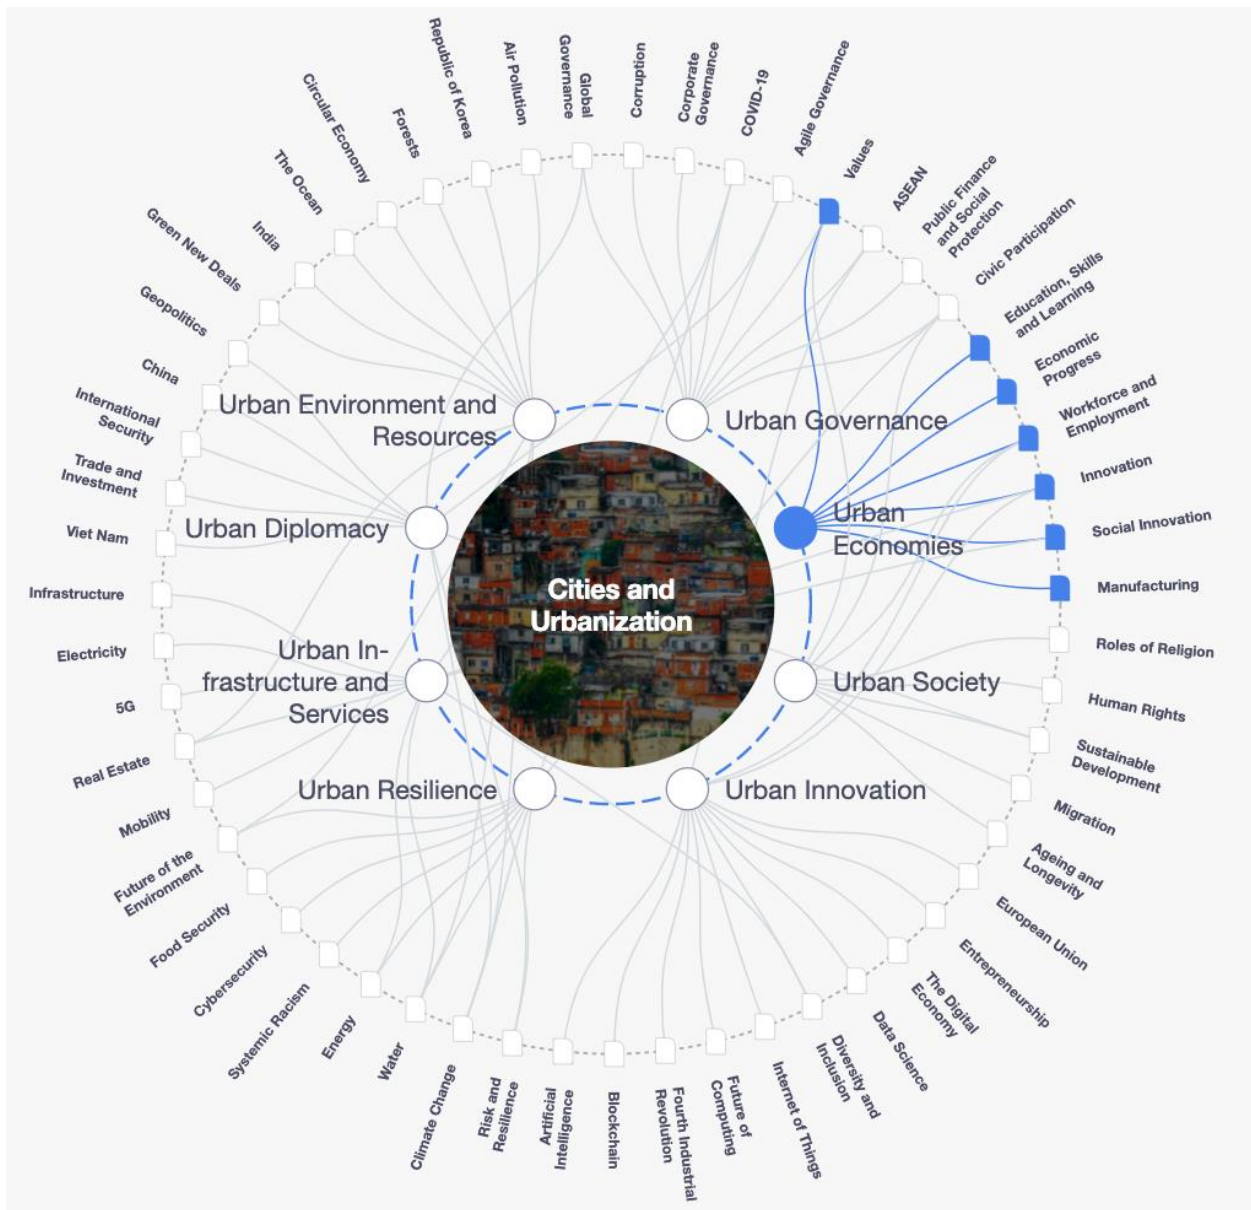 Cities and
Urbanization
Urban Governance
Urban
Economies
Urban Society
Urban Innovation
Urban Resilience
Urban In-
frastructure and
Services
Urban Diplomacy
Urban Environment and
Resources
Global
Governance
Corruption
Corporate
Governance
COVID-19
Agile Governance
Values
ASEAN
Public Finance
and Social
Protection
Civic Participation
Education, Skills
and Learning
Economic
Progress
Workforce and
Employment
Innovation
Social Innovation
Manufacturing
Roles of Religion
Human Rights
Sustainable
Development
Migration
Ageing and
Longevity
European Union
Entrepreneurship
The Digital
Economy
Data Science
Diversity and
Inclusion
Internet of Things
Future of
Computing
Fourth Industrial
Revolution
Blockchain
Artificial
Intelligence
Risk and
Resilience
Climate Change
Water
Energy
Systemic Racism
Cybersecurity
Food Security
Future of the
Environment
Mobility
Real Estate
5G
Electricity
Infrastructure
Viet Nam
Trade and
Investment
International
Security
China
Geopolitics
Green New Deals
India
The Ocean
Circular Economy
Forests
Republic of Korea
Air Pollution